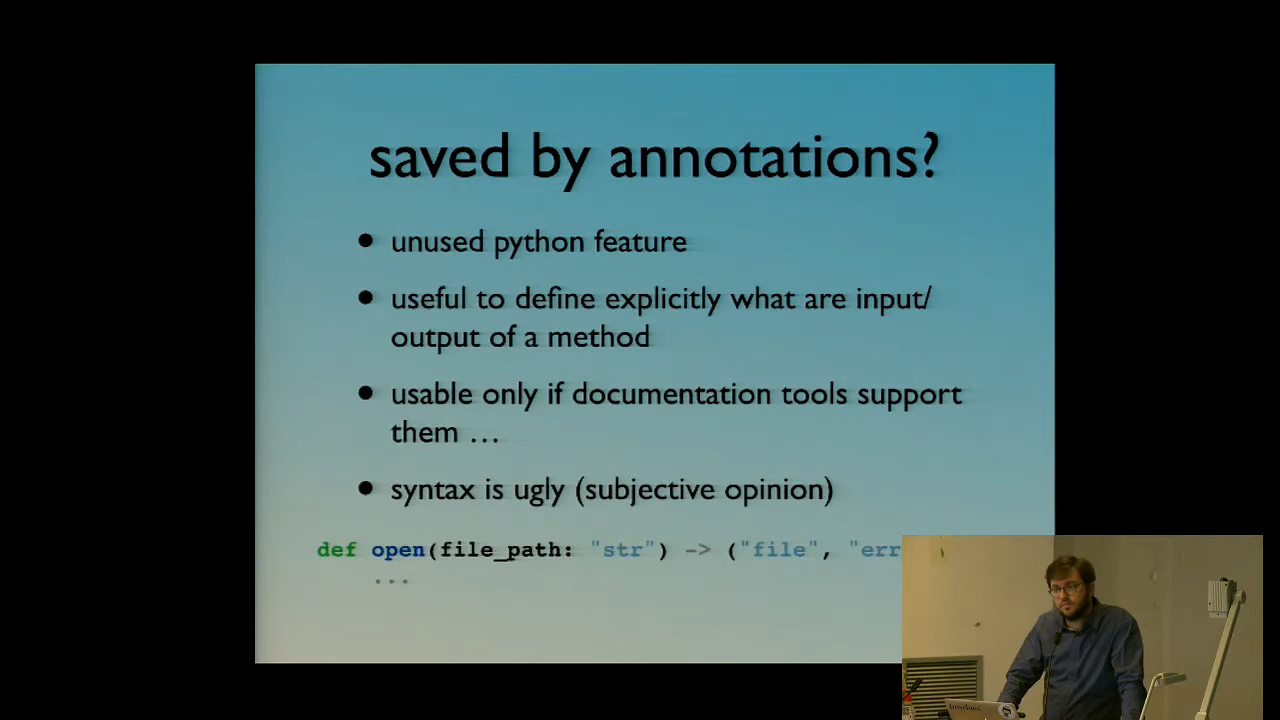 saved by annotations?
• unused python feature
• useful to define explicitly what are input/
output of a method
• usable only if documentation tools support
them …
• syntax is ugly (subjective opinion)
def open(file_path: "str") -> ("file", "err
...